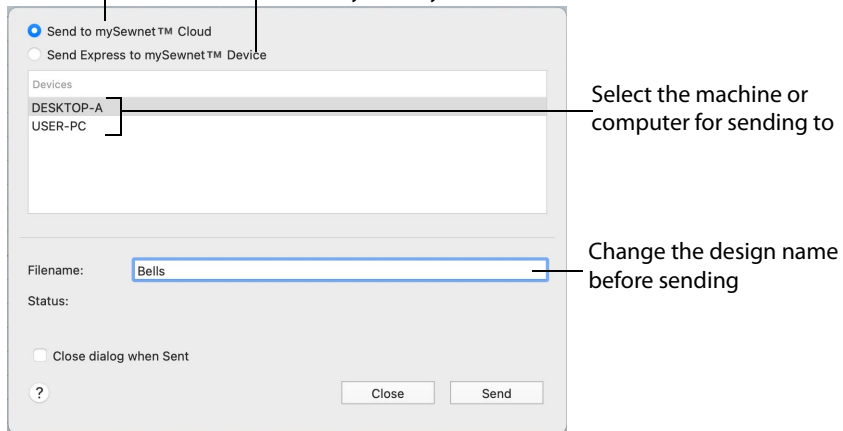 Send to mySewnet™ Cloud
Send Express to mySewnet™ Device
Devices
DESKTOP-A
USER-PC
Select the machine or
computer for sending to
Filename:
Bells
Change the design name
before sending
Status:
Close dialog when Sent
?
Close
Send